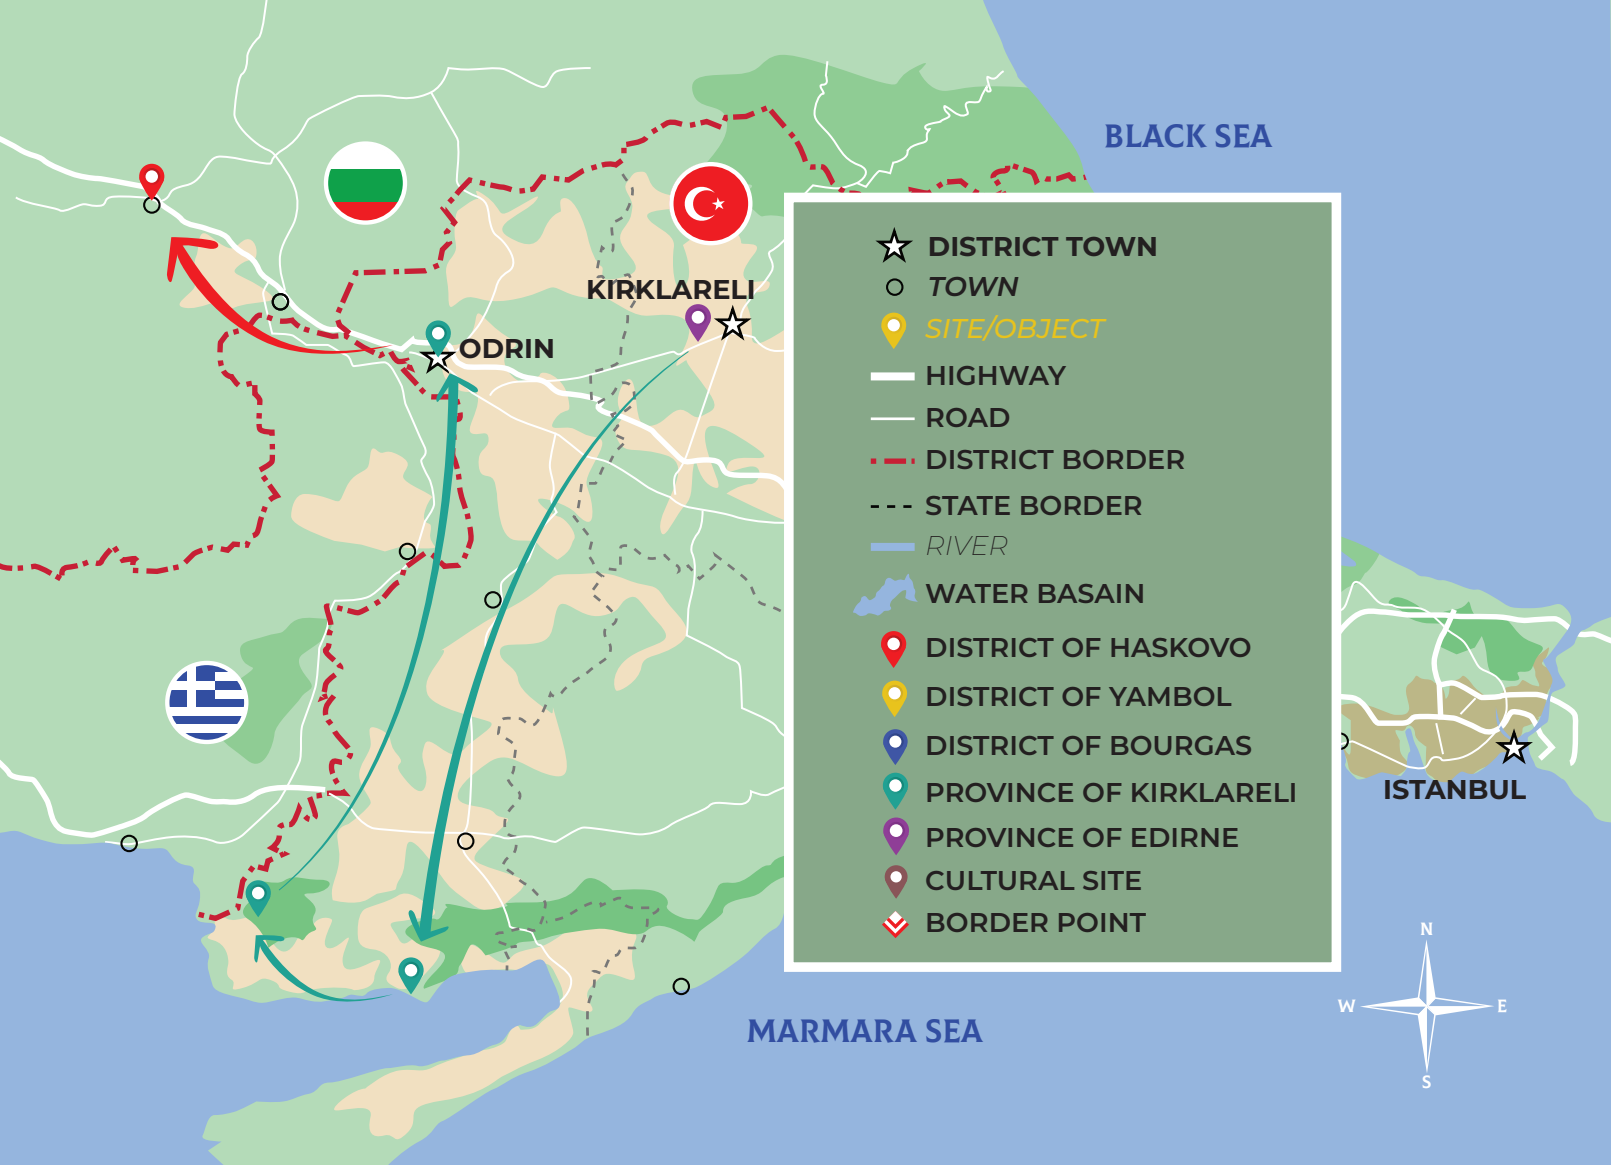 BLACK SEA
KIRKLARELI
ODRIN
DISTRICT TOWN
TOWN
SITE/OBJECT
HIGHWAY
ROAD
DISTRICT BORDER
STATE BORDER
RIVER
WATER BASAIN
DISTRICT OF HASKOVO
DISTRICT OF YAMBOL
DISTRICT OF BOURGAS
PROVINCE OF KIRKLARELI
PROVINCE OF EDIRNE
CULTURAL SITE
BORDER POINT
ISTANBUL
MARMARA SEA
N
W E
S